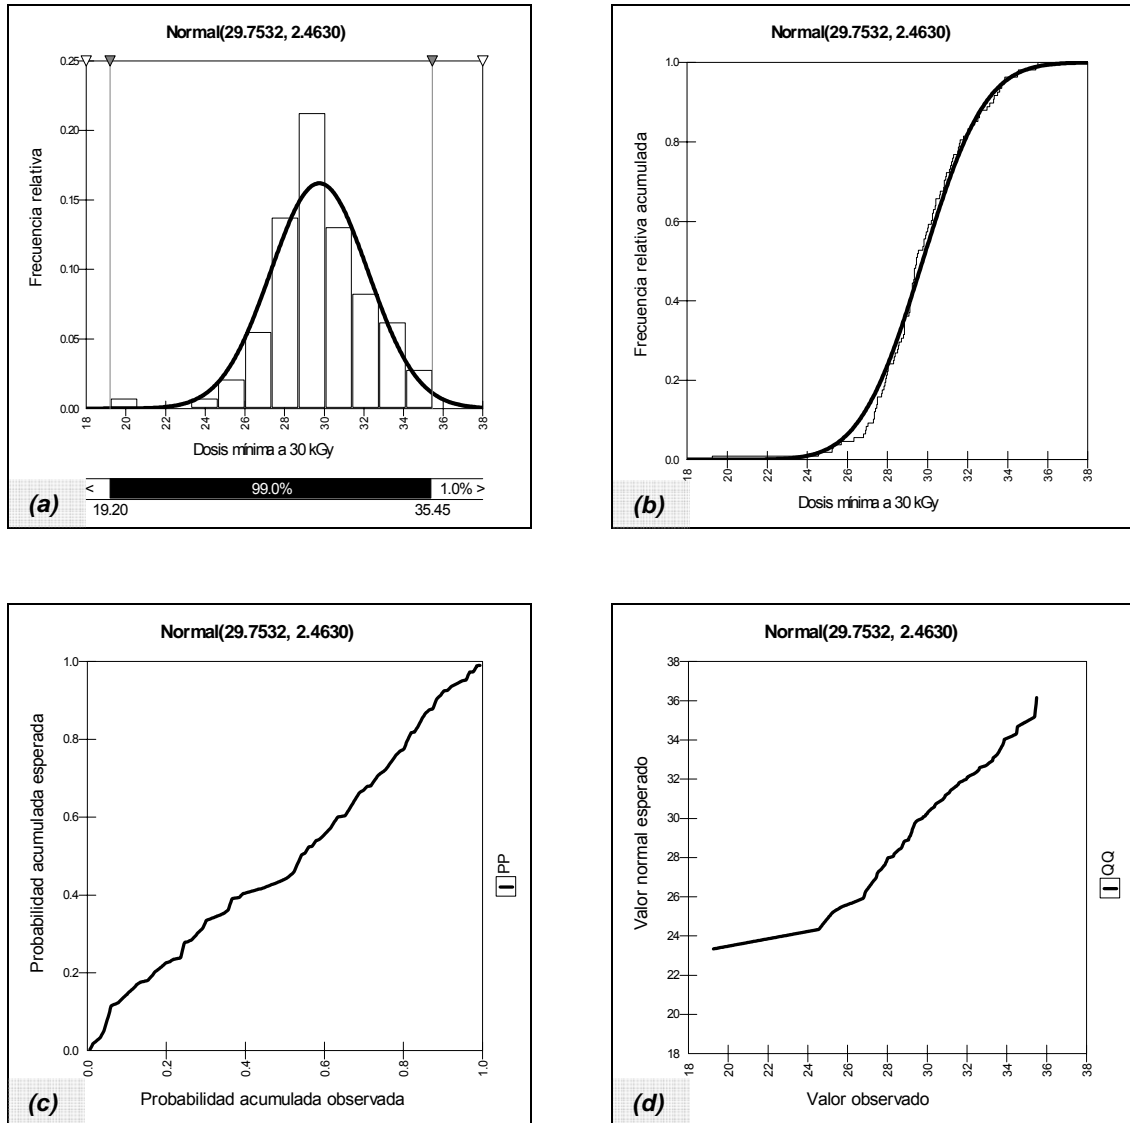 Normal(29.7532, 2.4630)
Frecuencia relativa
0.25
0.20
0.15
0.10
0.05
0.00
18 20 22 24 26 28 30 32 34 36 38
Dosis mínima a 30 kGy
< 99.0% 1.0% >
19.20 35.45
(a)
Normal(29.7532, 2.4630)
Frecuencia relativa acumulada
1.0
0.8
0.6
0.4
0.2
0.0
18 20 22 24 26 28 30 32 34 36 38
Dosis mínima a 30 kGy
(b)
Normal(29.7532, 2.4630)
Probabilidad acumulada esperada
1.0
0.8
0.6
0.4
0.2
0.0
0.0 0.2 0.4 0.6 0.8 1.0
Probabilidad acumulada observada
PP
(c)
Normal(29.7532, 2.4630)
Valor normal esperado
38
36
34
32
30
28
26
24
22
20
18
18 20 22 24 26 28 30 32 34 36 38
Valor observado
QQ
(d)